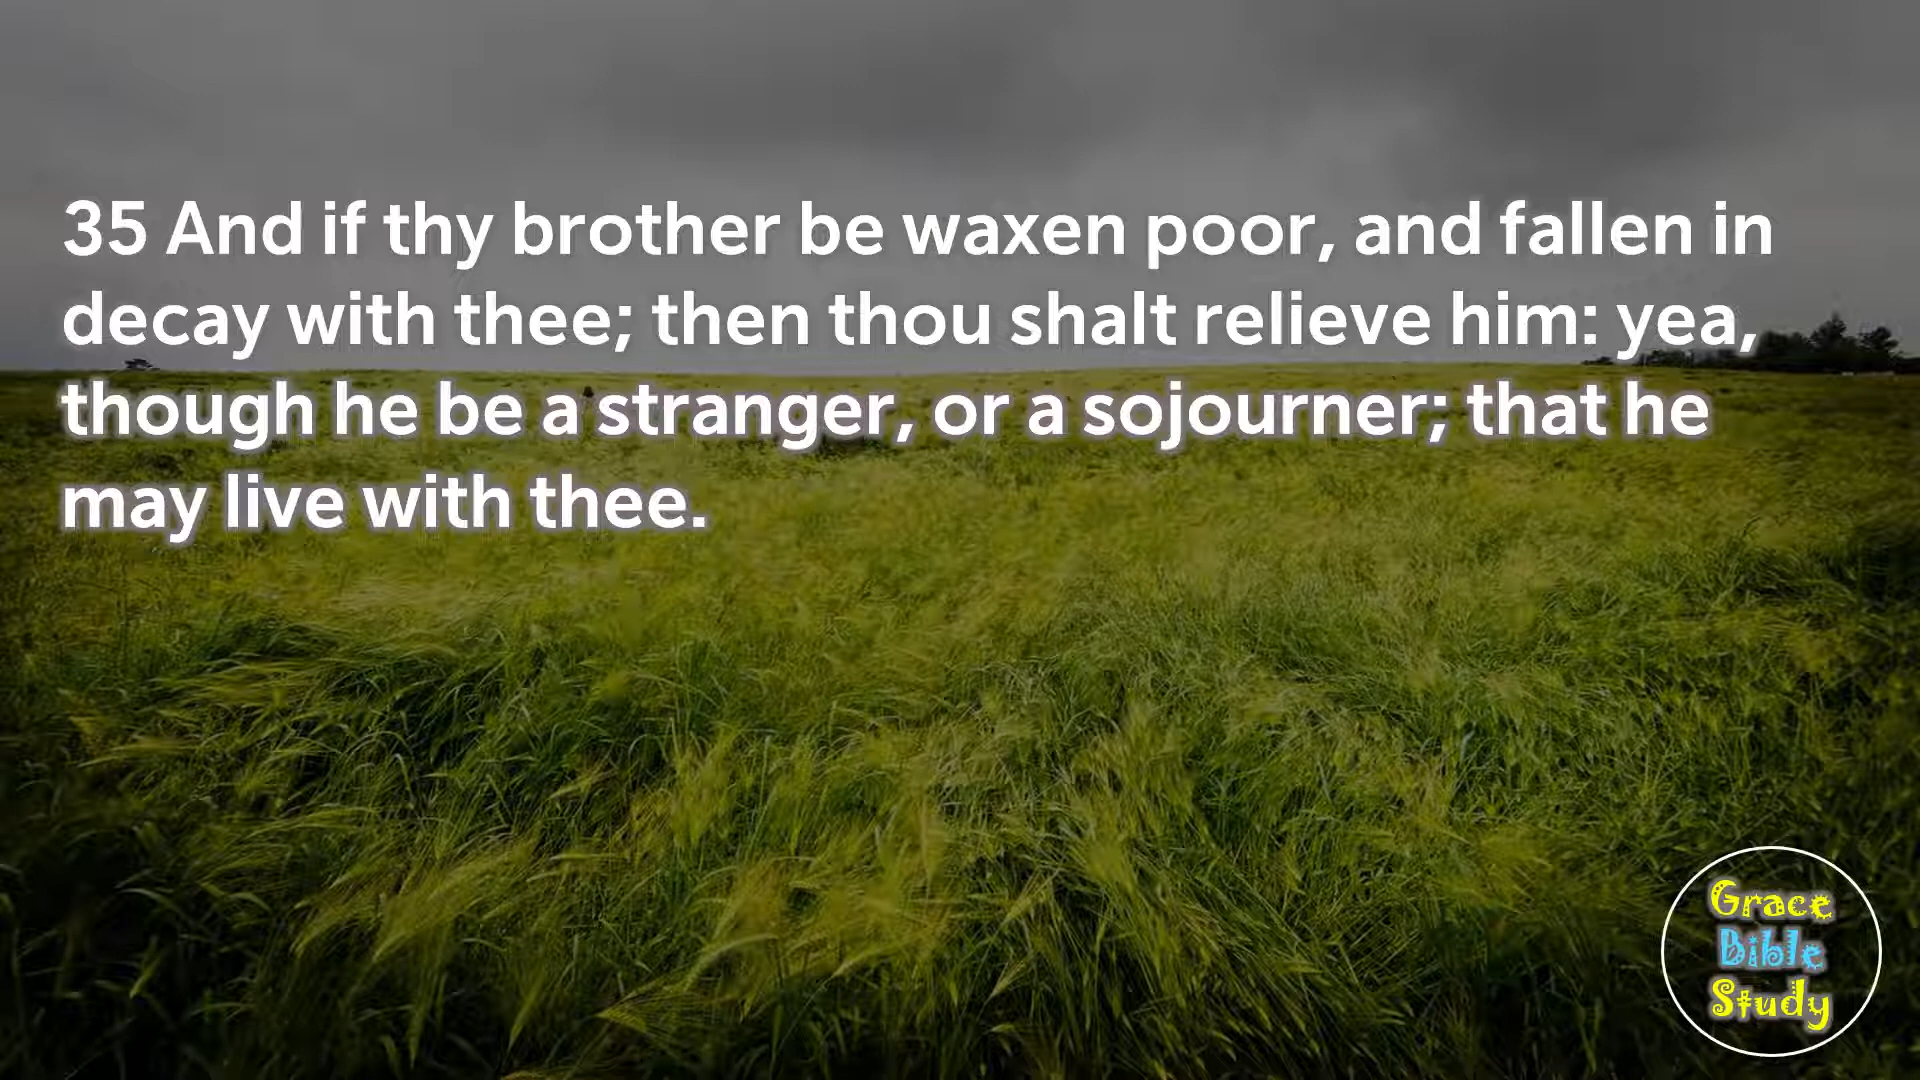 35 And if thy brother be waxen poor, and fallen in
decay with thee; then thou shalt relieve him: yea,
though he be a stranger, or a sojourner; that he
may live with thee.
Grace
Bible
Study